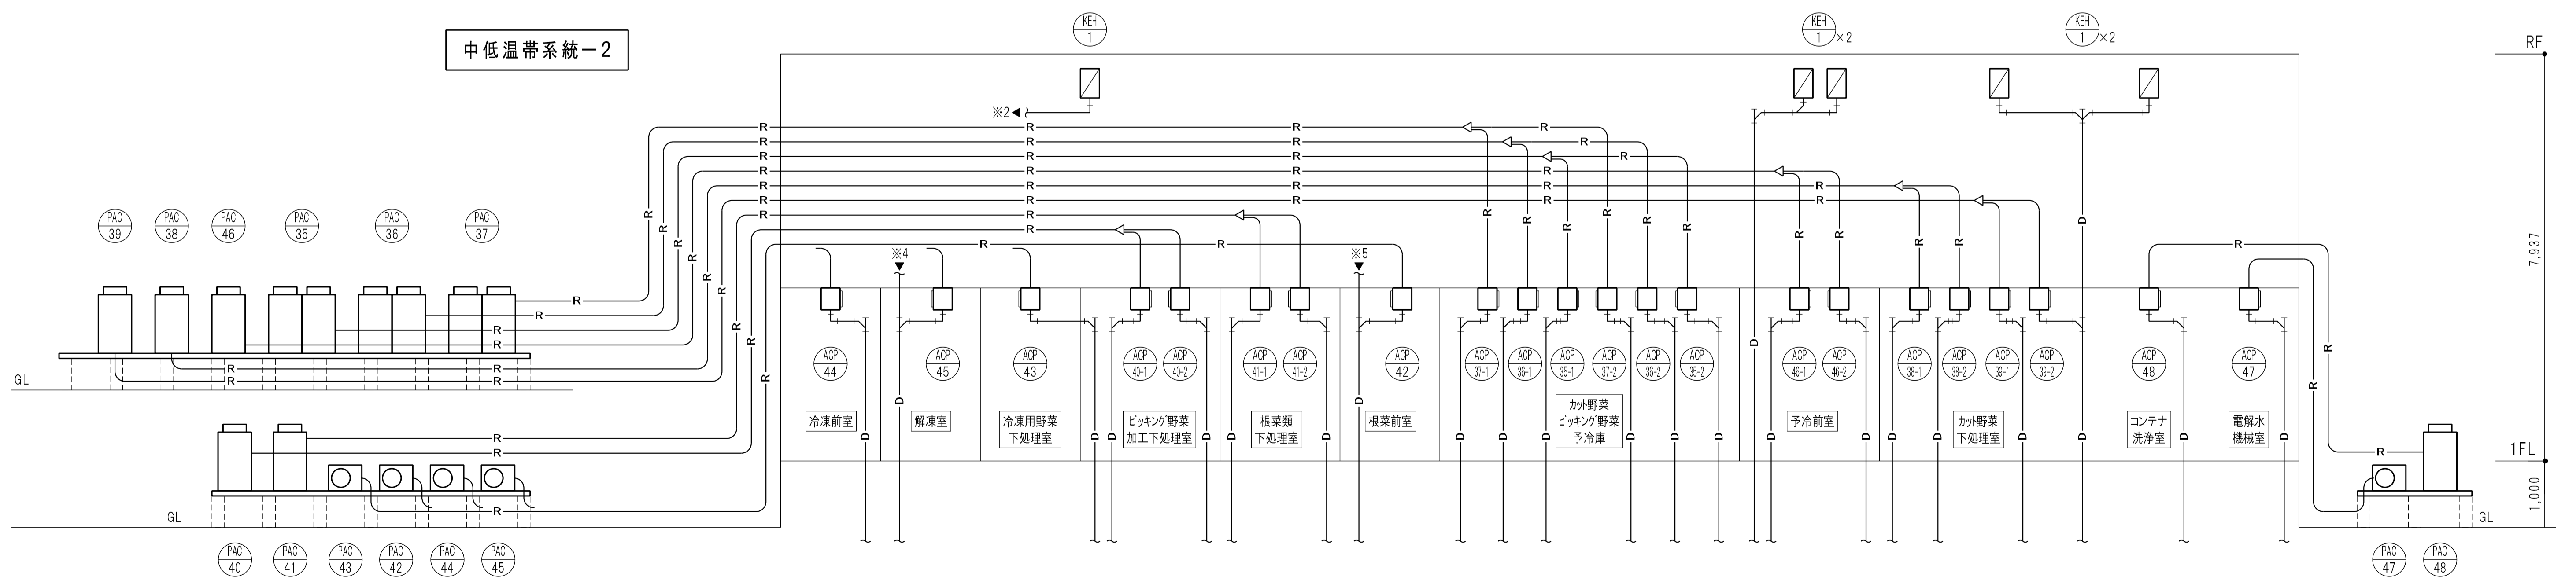 中低温帯系統−2
KEH
1
KEH
1 ×2
KEH
1 ×2
RF
※2
R R R R
R R R R
R R R R
R R R R
R R R R
R R R R
R R
R R
R R
R
PAC
39
PAC
38
PAC
46
PAC
35
PAC
36
PAC
37
R
R
R
R
R R
R R
R R R R R R R R R
R R R R R R
R R R R
D
※4
※5
7,937
GL
R
R
D
D
D
R
R
ACP
44
ACP
45
ACP
43
ACP
40-1
ACP
40-2
ACP
41-1
ACP
41-2
ACP
42
ACP
37-1
ACP
36-1
ACP
35-1
ACP
37-2
ACP
36-2
ACP
35-2
ACP
46-1
ACP
46-2
ACP
38-1
ACP
38-2
ACP
39-1
ACP
39-2
ACP
48
ACP
47
冷凍前室
解凍室
冷凍用野菜
下処理室
ピッキング野菜
加工下処理室
根菜類
下処理室
根菜前室
カット野菜
ピッキング野菜
予冷庫
予冷前室
カット野菜
下処理室
コンテナ
洗浄室
電解水
機械室
D D D D D D D D D D D D D D D D D D D D
R
R
R
R
1FL
1,000
GL
GL
PAC
40
PAC
41
PAC
43
PAC
42
PAC
44
PAC
45
PAC
47
PAC
48